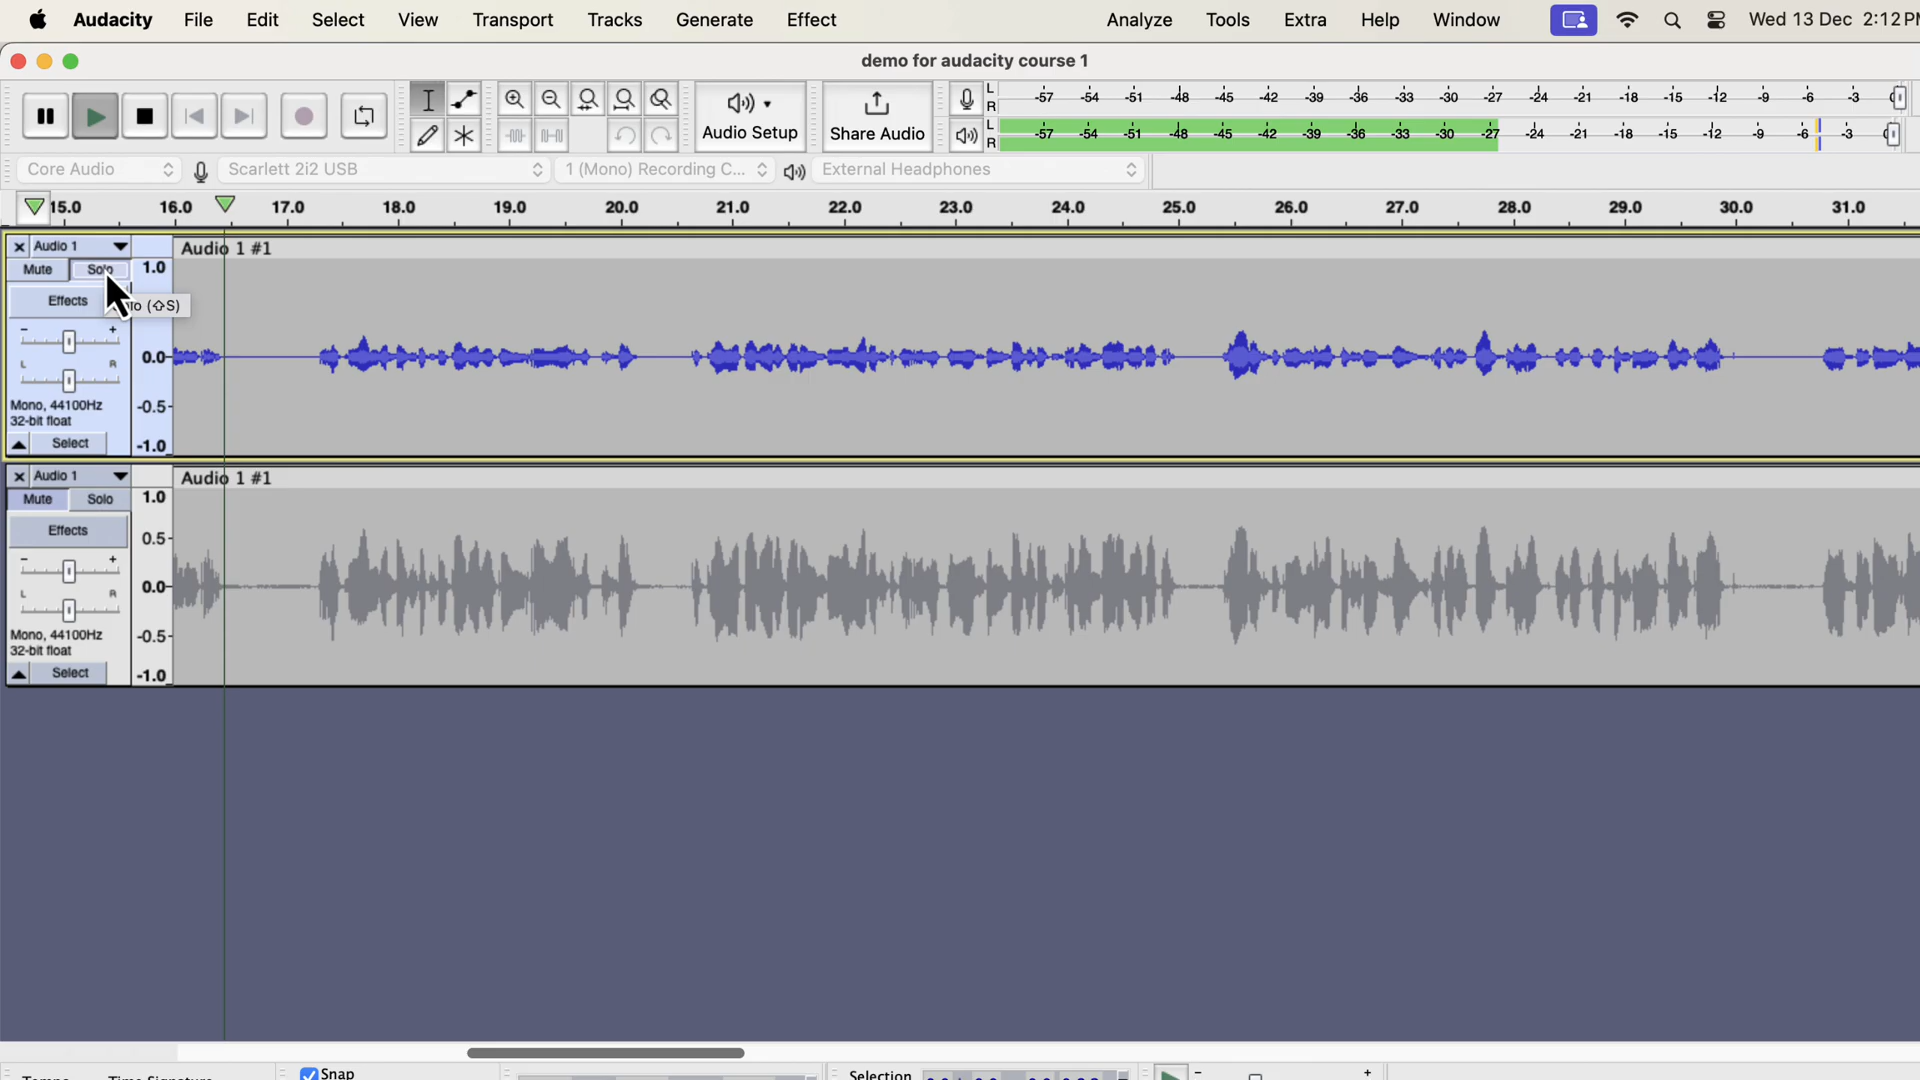 Audacity File Edit Select View Transport Tracks Generate Effect Analyze Tools Extra Help Window Wed 13 Dec 2:12
demo for audacity course 1
Audio Setup
Share Audio
L
R
-57 -54 -51 -48 -45 -42 -39 -36 -33 -30 -27 -24 -21 -18 -15 -12 -9 -6 -3
L
R
-57 -54 -51 -48 -45 -42 -39 -36 -33 -30 -27 -24 -21 -18 -15 -12 -9 -6 -3
Core Audio Scarlett 2i2 USB 1 (Mono) Recording C... External Headphones
15.0 16.0 17.0 18.0 19.0 20.0 21.0 22.0 23.0 24.0 25.0 26.0 27.0 28.0 29.0 30.0 31.0
Audio 1 Audio 1 #1
Mute Solo 1.0
Effects (⇧S)
- +
0.0
L R
Mono, 44100Hz -0.5
32-bit float
Select -1.0
Audio 1 Audio 1 #1
Mute Solo 1.0
Effects 0.5
- +
0.0
L R
Mono, 44100Hz -0.5
32-bit float
Select -1.0
Tempo Time Signature Snap Selection - +